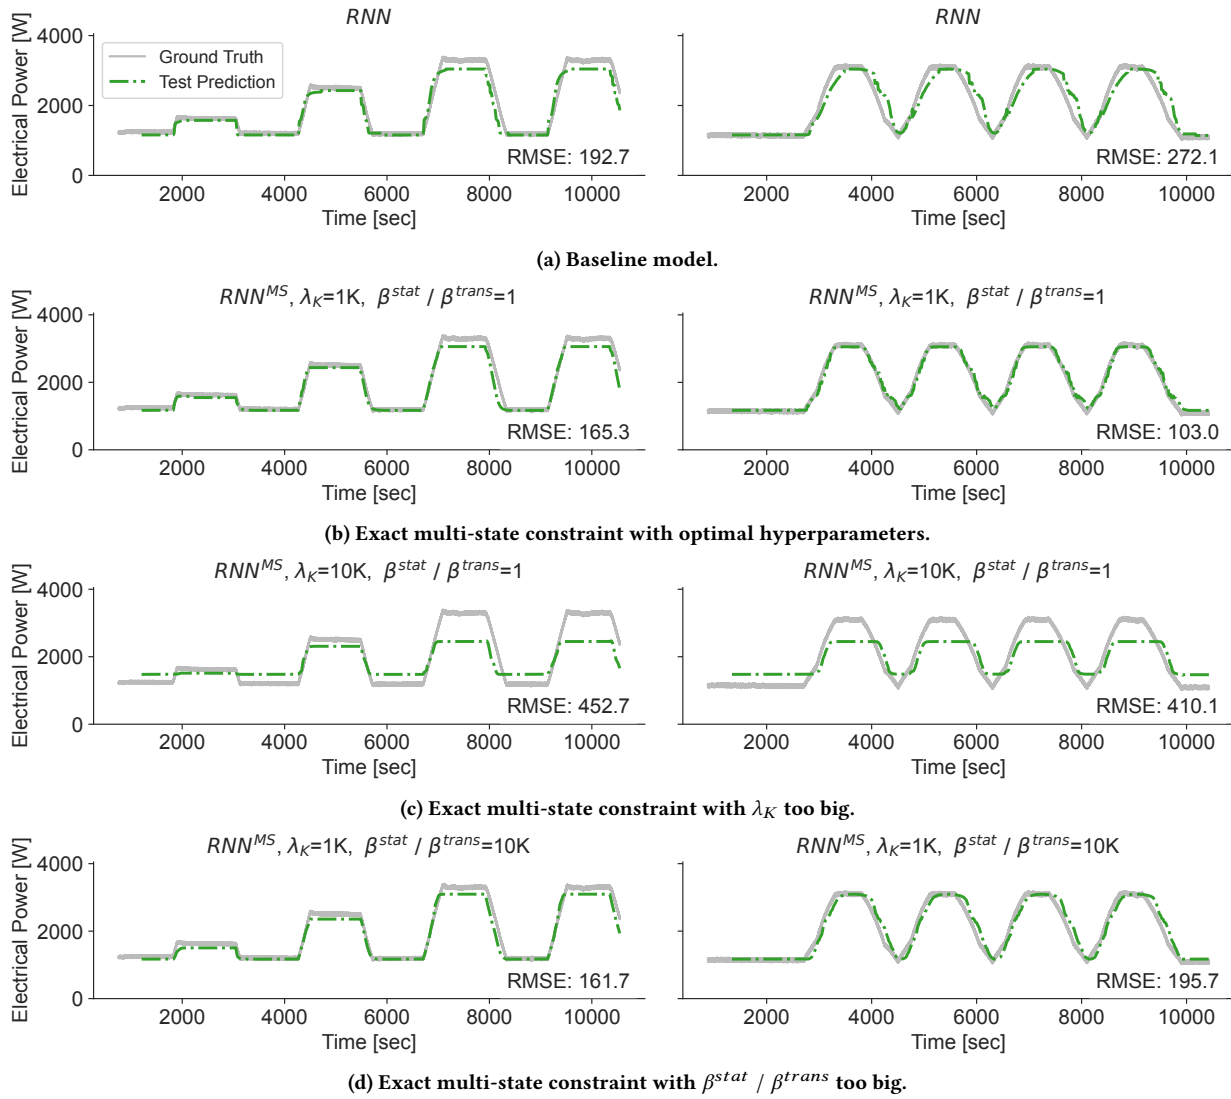 RNN
RNN
Electrical Power [W]
4000
2000
0
Ground Truth
Test Prediction
RMSE: 192.7
RMSE: 272.1
2000 4000 6000 8000 10000
2000 4000 6000 8000 10000
Time [sec]
Time [sec]
(a) Baseline model.
RNN^MS, λ_K=1K, β^stat / β^trans=1
RNN^MS, λ_K=1K, β^stat / β^trans=1
Electrical Power [W]
4000
2000
0
RMSE: 165.3
RMSE: 103.0
2000 4000 6000 8000 10000
2000 4000 6000 8000 10000
Time [sec]
Time [sec]
(b) Exact multi-state constraint with optimal hyperparameters.
RNN^MS, λ_K=10K, β^stat / β^trans=1
RNN^MS, λ_K=10K, β^stat / β^trans=1
Electrical Power [W]
4000
2000
0
RMSE: 452.7
RMSE: 410.1
2000 4000 6000 8000 10000
2000 4000 6000 8000 10000
Time [sec]
Time [sec]
(c) Exact multi-state constraint with λ_K too big.
RNN^MS, λ_K=1K, β^stat / β^trans=10K
RNN^MS, λ_K=1K, β^stat / β^trans=10K
Electrical Power [W]
4000
2000
0
RMSE: 161.7
RMSE: 195.7
2000 4000 6000 8000 10000
2000 4000 6000 8000 10000
Time [sec]
Time [sec]
(d) Exact multi-state constraint with β^stat / β^trans too big.